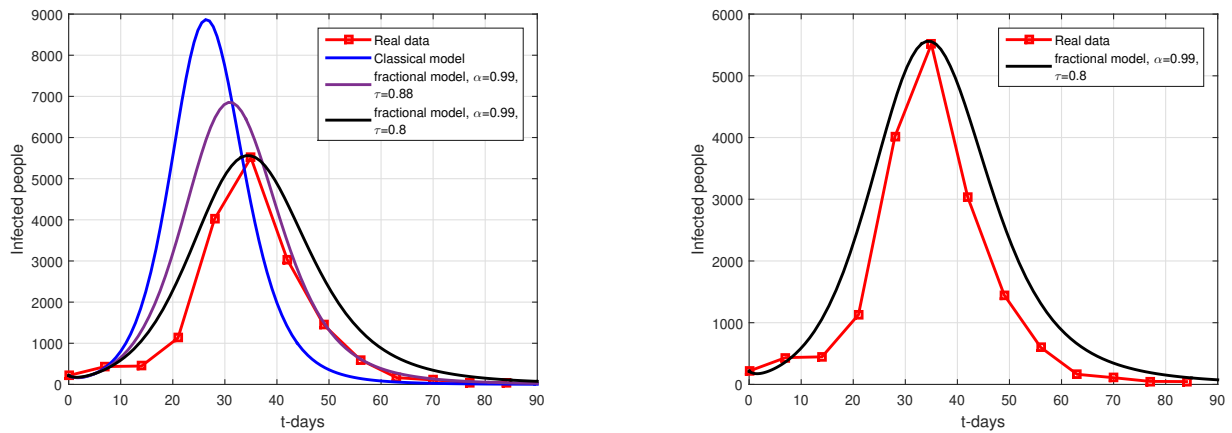 9000
8000
7000
6000
5000
4000
3000
2000
1000
0
Infected people
0 10 20 30 40 50 60 70 80 90
t-days
Real data
Classical model
fractional model, α=0.99,
τ=0.88
fractional model, α=0.99,
τ=0.8
6000
5000
4000
3000
2000
1000
0
Infected people
0 10 20 30 40 50 60 70 80 90
t-days
Real data
fractional model, α=0.99,
τ=0.8